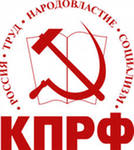 РОССИЯ · ТРУД · НАРОДОВЛАСТИЕ · СОЦИАЛИЗМ ·
КПРФ